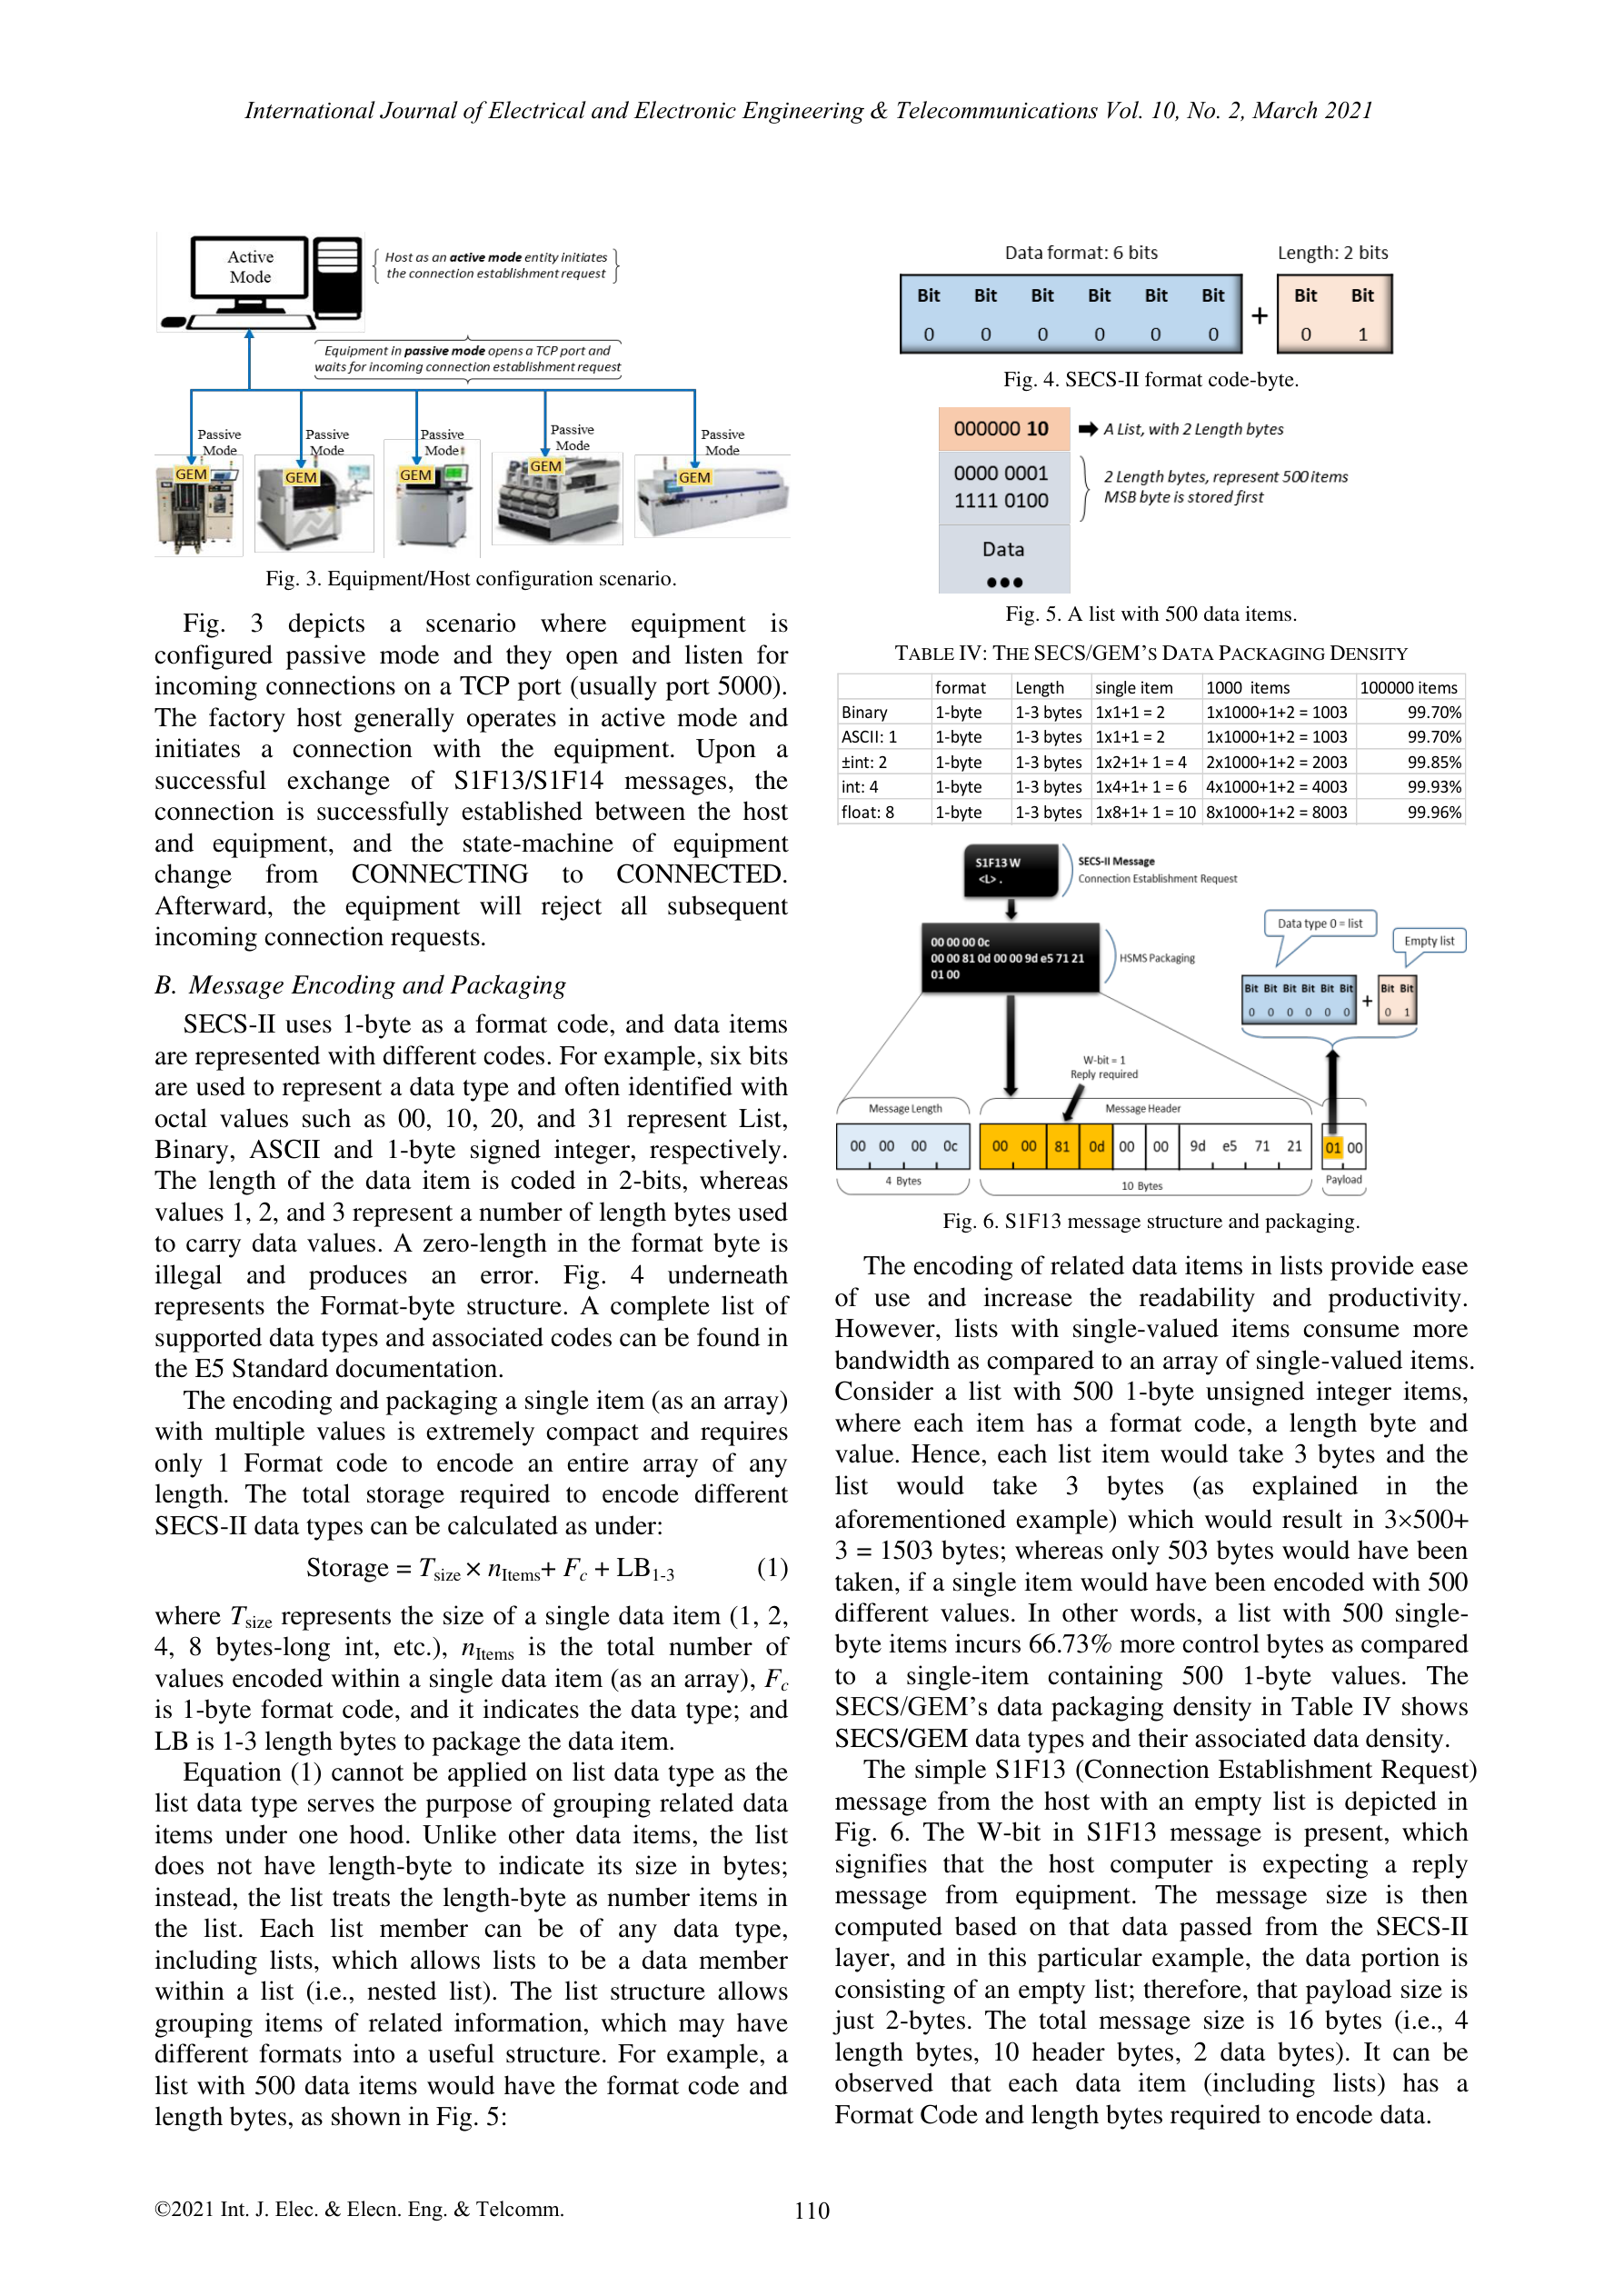 International Journal of Electrical and Electronic Engineering & Telecommunications Vol. 10, No. 2, March 2021
Active
Mode
Host as an active mode entity initiates
the connection establishment request
Equipment in passive mode opens a TCP port and
waits for incoming connection establishment request
Passive
Mode
GEM
Passive
Mode
GEM
Passive
Mode
GEM
Passive
Mode
GEM
Passive
Mode
GEM
Fig. 3. Equipment/Host configuration scenario.
Fig. 3 depicts a scenario where equipment is
configured passive mode and they open and listen for
incoming connections on a TCP port (usually port 5000).
The factory host generally operates in active mode and
initiates a connection with the equipment. Upon a
successful exchange of S1F13/S1F14 messages, the
connection is successfully established between the host
and equipment, and the state-machine of equipment
change from CONNECTING to CONNECTED.
Afterward, the equipment will reject all subsequent
incoming connection requests.
B. Message Encoding and Packaging
SECS-II uses 1-byte as a format code, and data items
are represented with different codes. For example, six bits
are used to represent a data type and often identified with
octal values such as 00, 10, 20, and 31 represent List,
Binary, ASCII and 1-byte signed integer, respectively.
The length of the data item is coded in 2-bits, whereas
values 1, 2, and 3 represent a number of length bytes used
to carry data values. A zero-length in the format byte is
illegal and produces an error. Fig. 4 underneath
represents the Format-byte structure. A complete list of
supported data types and associated codes can be found in
the E5 Standard documentation.
The encoding and packaging a single item (as an array)
with multiple values is extremely compact and requires
only 1 Format code to encode an entire array of any
length. The total storage required to encode different
SECS-II data types can be calculated as under:
Storage = Tsize × nItems+ Fc + LB1-3 (1)
where Tsize represents the size of a single data item (1, 2,
4, 8 bytes-long int, etc.), nItems is the total number of
values encoded within a single data item (as an array), Fc
is 1-byte format code, and it indicates the data type; and
LB is 1-3 length bytes to package the data item.
Equation (1) cannot be applied on list data type as the
list data type serves the purpose of grouping related data
items under one hood. Unlike other data items, the list
does not have length-byte to indicate its size in bytes;
instead, the list treats the length-byte as number items in
the list. Each list member can be of any data type,
including lists, which allows lists to be a data member
within a list (i.e., nested list). The list structure allows
grouping items of related information, which may have
different formats into a useful structure. For example, a
list with 500 data items would have the format code and
length bytes, as shown in Fig. 5:
Data format: 6 bits Length: 2 bits
Bit Bit Bit Bit Bit Bit + Bit Bit
0 0 0 0 0 0 0 1
Fig. 4. SECS-II format code-byte.
000000 10 A List, with 2 Length bytes
0000 0001
1111 0100
2 Length bytes, represent 500 items
MSB byte is stored first
Data
●●●
Fig. 5. A list with 500 data items.
TABLE IV: THE SECS/GEM'S DATA PACKAGING DENSITY
format Length single item 1000 items 100000 items
Binary 1-byte 1-3 bytes 1x1+1 = 2 1x1000+1+2 = 1003 99.70%
ASCII: 1 1-byte 1-3 bytes 1x1+1 = 2 1x1000+1+2 = 1003 99.70%
±int: 2 1-byte 1-3 bytes 1x2+1+ 1 = 4 2x1000+1+2 = 2003 99.85%
int: 4 1-byte 1-3 bytes 1x4+1+ 1 = 6 4x1000+1+2 = 4003 99.93%
float: 8 1-byte 1-3 bytes 1x8+1+ 1 = 10 8x1000+1+2 = 8003 99.96%
S1F13 W
<L> .
SECS-II Message
Connection Establishment Request
00 00 00 0c
00 00 81 0d 00 00 9d e5 71 21
01 00
HSMS Packaging
Data type 0 = list
Empty list
Bit Bit Bit Bit Bit Bit + Bit Bit
0 0 0 0 0 0 0 1
W-bit = 1
Reply required
Message Length Message Header
00 00 00 0c 00 00 81 0d 00 00 9d e5 71 21 01 00
4 Bytes 10 Bytes Payload
Fig. 6. S1F13 message structure and packaging.
The encoding of related data items in lists provide ease
of use and increase the readability and productivity.
However, lists with single-valued items consume more
bandwidth as compared to an array of single-valued items.
Consider a list with 500 1-byte unsigned integer items,
where each item has a format code, a length byte and
value. Hence, each list item would take 3 bytes and the
list would take 3 bytes (as explained in the
aforementioned example) which would result in 3×500+
3 = 1503 bytes; whereas only 503 bytes would have been
taken, if a single item would have been encoded with 500
different values. In other words, a list with 500 single-
byte items incurs 66.73% more control bytes as compared
to a single-item containing 500 1-byte values. The
SECS/GEM's data packaging density in Table IV shows
SECS/GEM data types and their associated data density.
The simple S1F13 (Connection Establishment Request)
message from the host with an empty list is depicted in
Fig. 6. The W-bit in S1F13 message is present, which
signifies that the host computer is expecting a reply
message from equipment. The message size is then
computed based on that data passed from the SECS-II
layer, and in this particular example, the data portion is
consisting of an empty list; therefore, that payload size is
just 2-bytes. The total message size is 16 bytes (i.e., 4
length bytes, 10 header bytes, 2 data bytes). It can be
observed that each data item (including lists) has a
Format Code and length bytes required to encode data.
©2021 Int. J. Elec. & Elecn. Eng. & Telcomm.
110